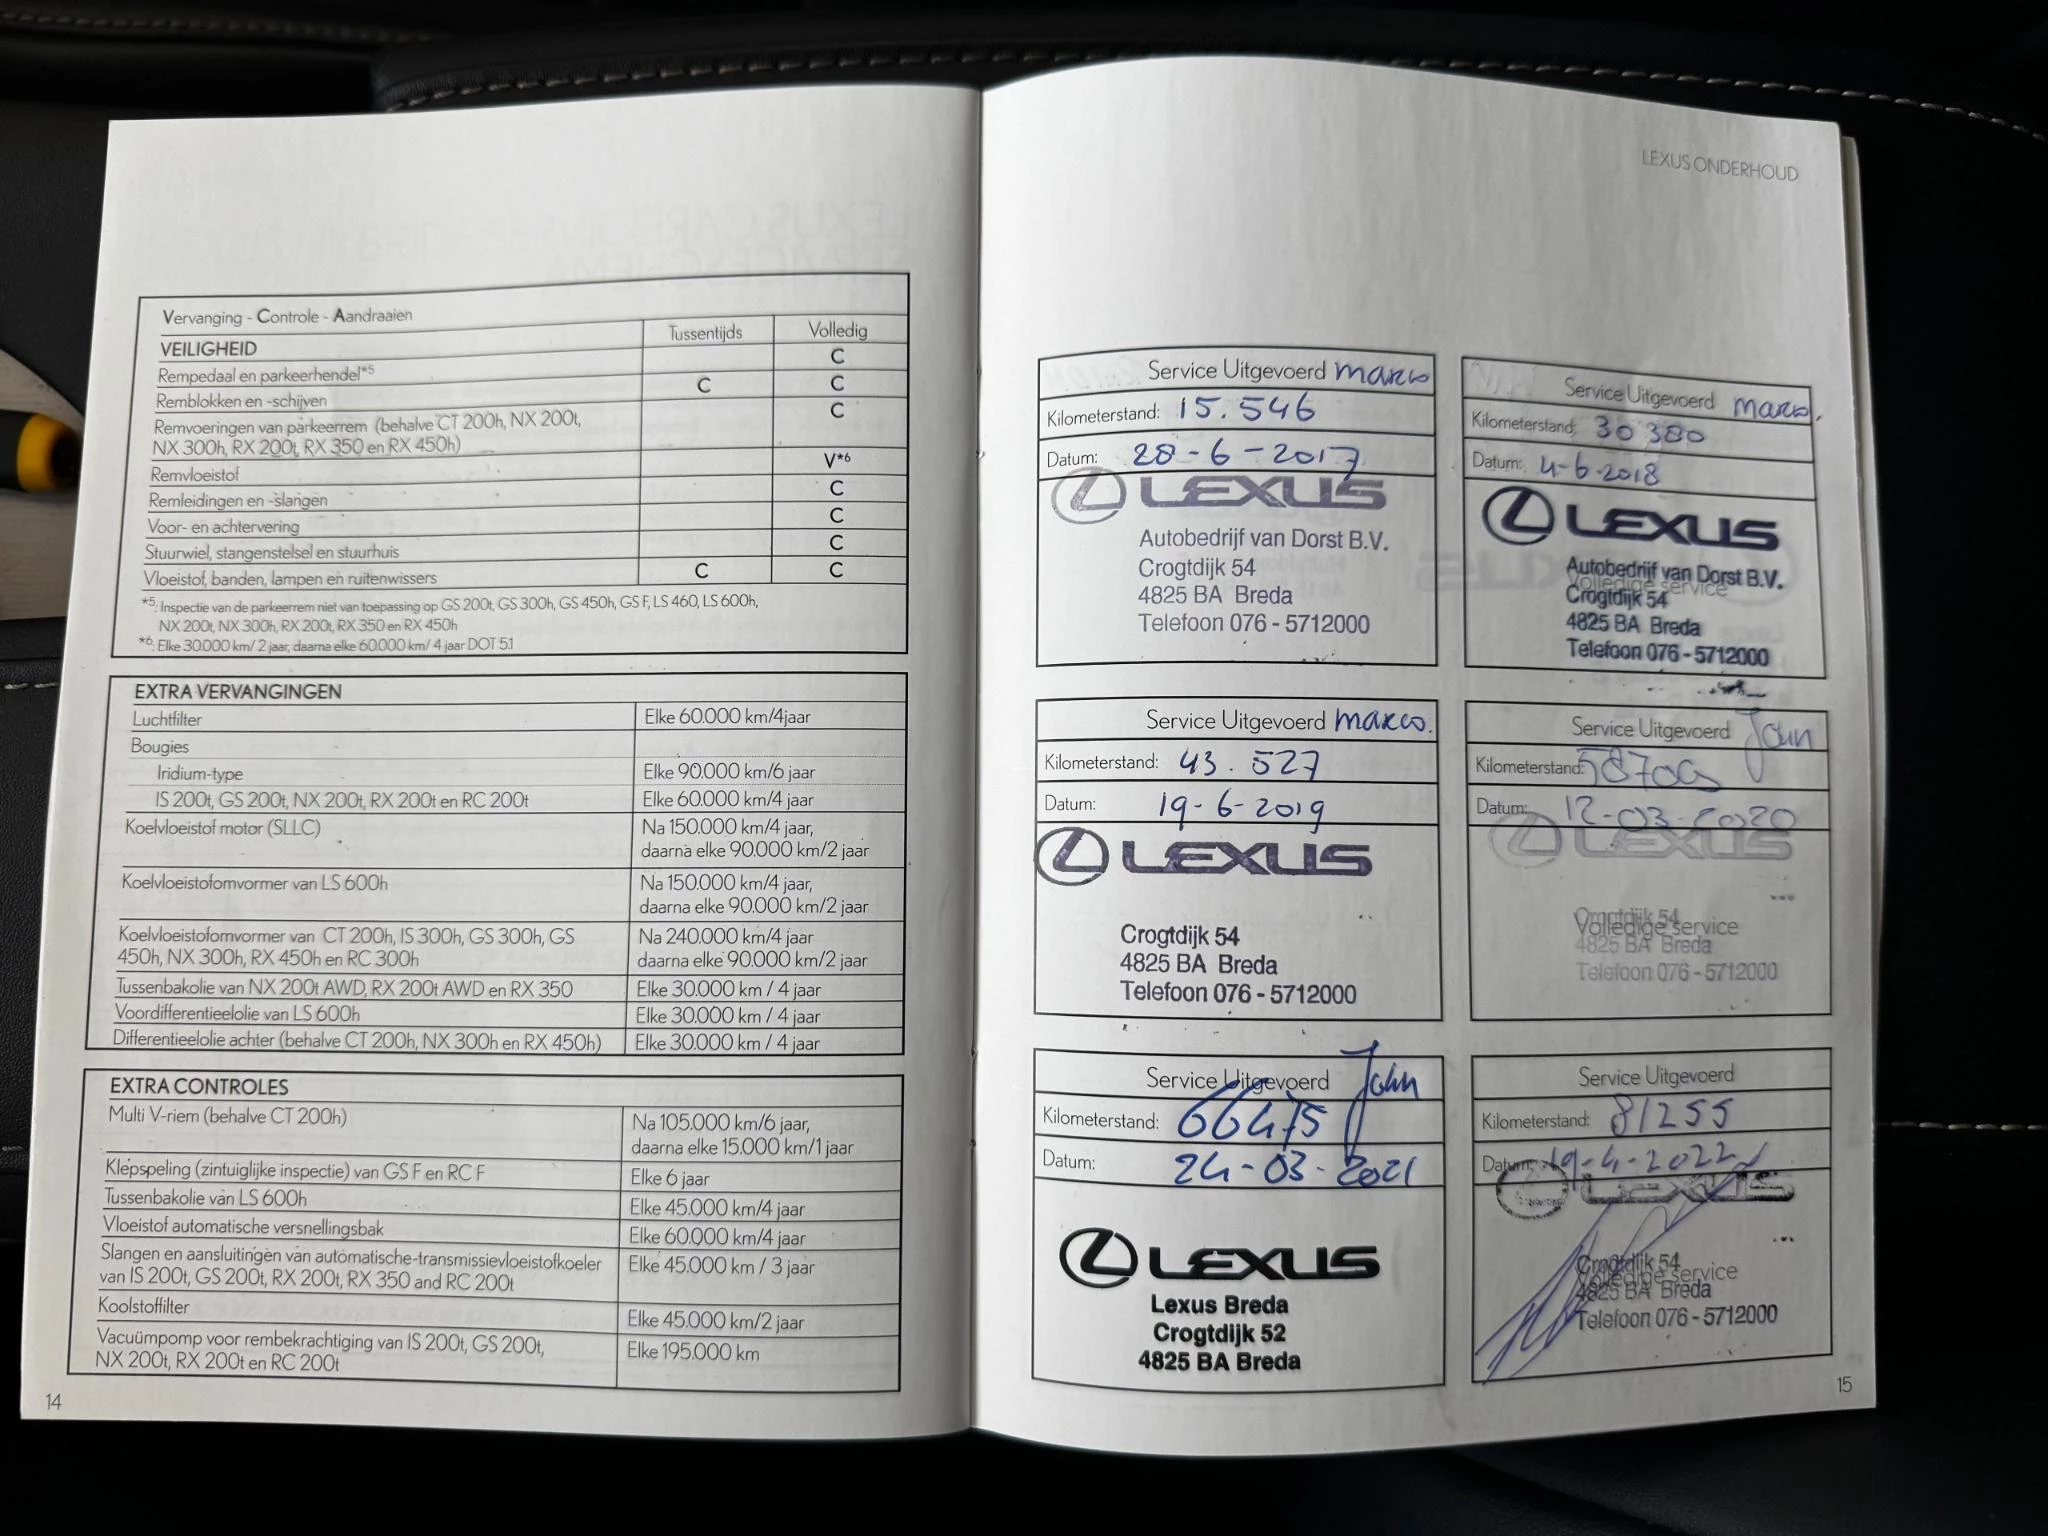 Vervanging - Controle - Aandraaien
VEILIGHEID Tussentijds Volledig
Rempedaal en parkeerhendel*5 C
Remblokken en -schijven C C
Remvoeringen van parkeerrem (behalve CT 200h, NX 200t, C
NX 300h, RX 200t, RX 350 en RX 450h)
Remvloeistof V*6
Remleidingen en -slangen C
Voor- en achtervering C
Stuurwiel, stangenstelsel en stuurhuis C
Vloeistof, banden, lampen en ruitenwissers C C
*5: Inspectie van de parkeerrem niet van toepassing op GS 200t, GS 300h, GS 450h, GS F, LS 460, LS 600h,
NX 200t, NX 300h, RX 200t, RX 350 en RX 450h
*6: Elke 30.000 km/ 2 jaar, daarna elke 60.000 km/ 4 jaar DOT 5.1
EXTRA VERVANGINGEN
Luchtfilter Elke 60.000 km/4jaar
Bougies
Iridium-type Elke 90.000 km/6 jaar
IS 200t, GS 200t, NX 200t, RX 200t en RC 200t Elke 60.000 km/4 jaar
Koelvloeistof motor (SLLC) Na 150.000 km/4 jaar,
daarna elke 90.000 km/2 jaar
Koelvloeistofomvormer van LS 600h Na 150.000 km/4 jaar,
daarna elke 90.000 km/2 jaar
Koelvloeistofomvormer van CT 200h, IS 300h, GS 300h, GS Na 240.000 km/4 jaar
450h, NX 300h, RX 450h en RC 300h daarna elke 90.000 km/2 jaar
Tussenbakolie van NX 200t AWD, RX 200t AWD en RX 350 Elke 30.000 km / 4 jaar
Voordifferentieelolie van LS 600h Elke 30.000 km / 4 jaar
Differentieelolie achter (behalve CT 200h, NX 300h en RX 450h) Elke 30.000 km / 4 jaar
EXTRA CONTROLES
Multi V-riem (behalve CT 200h) Na 105.000 km/6 jaar,
daarna elke 15.000 km/1 jaar
Klepspeling (zintuiglijke inspectie) van GS F en RC F Elke 6 jaar
Tussenbakolie van LS 600h Elke 45.000 km/4 jaar
Vloeistof automatische versnellingsbak Elke 60.000 km/4 jaar
Slangen en aansluitingen van automatische-transmissievloeistofkoeler Elke 45.000 km / 3 jaar
van IS 200t, GS 200t, RX 200t, RX 350 and RC 200t
Koolstoffilter Elke 45.000 km/2 jaar
Vacuümpomp voor rembekrachtiging van IS 200t, GS 200t, Elke 195.000 km
NX 200t, RX 200t en RC 200t
14
LEXUS ONDERHOUD
Service Uitgevoerd Marco
Kilometerstand: 15.546
Datum: 28-6-2017
LEXUS
Autobedrijf van Dorst B.V.
Crogtdijk 54
4825 BA Breda
Telefoon 076 - 5712000
Service Uitgevoerd Marco.
Kilometerstand: 30 380
Datum: 4-6-2018
LEXUS
Autobedrijf van Dorst B.V.
Volledige service
Crogtdijk 54
4825 BA Breda
Telefoon 076 - 5712000
Service Uitgevoerd Marco.
Kilometerstand: 43.527
Datum: 19-6-2019
LEXUS
Crogtdijk 54
4825 BA Breda
Telefoon 076 - 5712000
Service Uitgevoerd John
Kilometerstand:
Datum: 12-03-2020
LEXUS
Crogtdijk 54
Volledige service
4825 BA Breda
Telefoon 076 - 5712000
Service Uitgevoerd John
Kilometerstand: 66475
Datum: 24-03-2021
LEXUS
Lexus Breda
Crogtdijk 52
4825 BA Breda
Service Uitgevoerd
Kilometerstand: 81255
Datum: 19-4-2022
LEXUS
Crogtdijk 54
Volledige service
4825 BA Breda
Telefoon 076 - 5712000
15